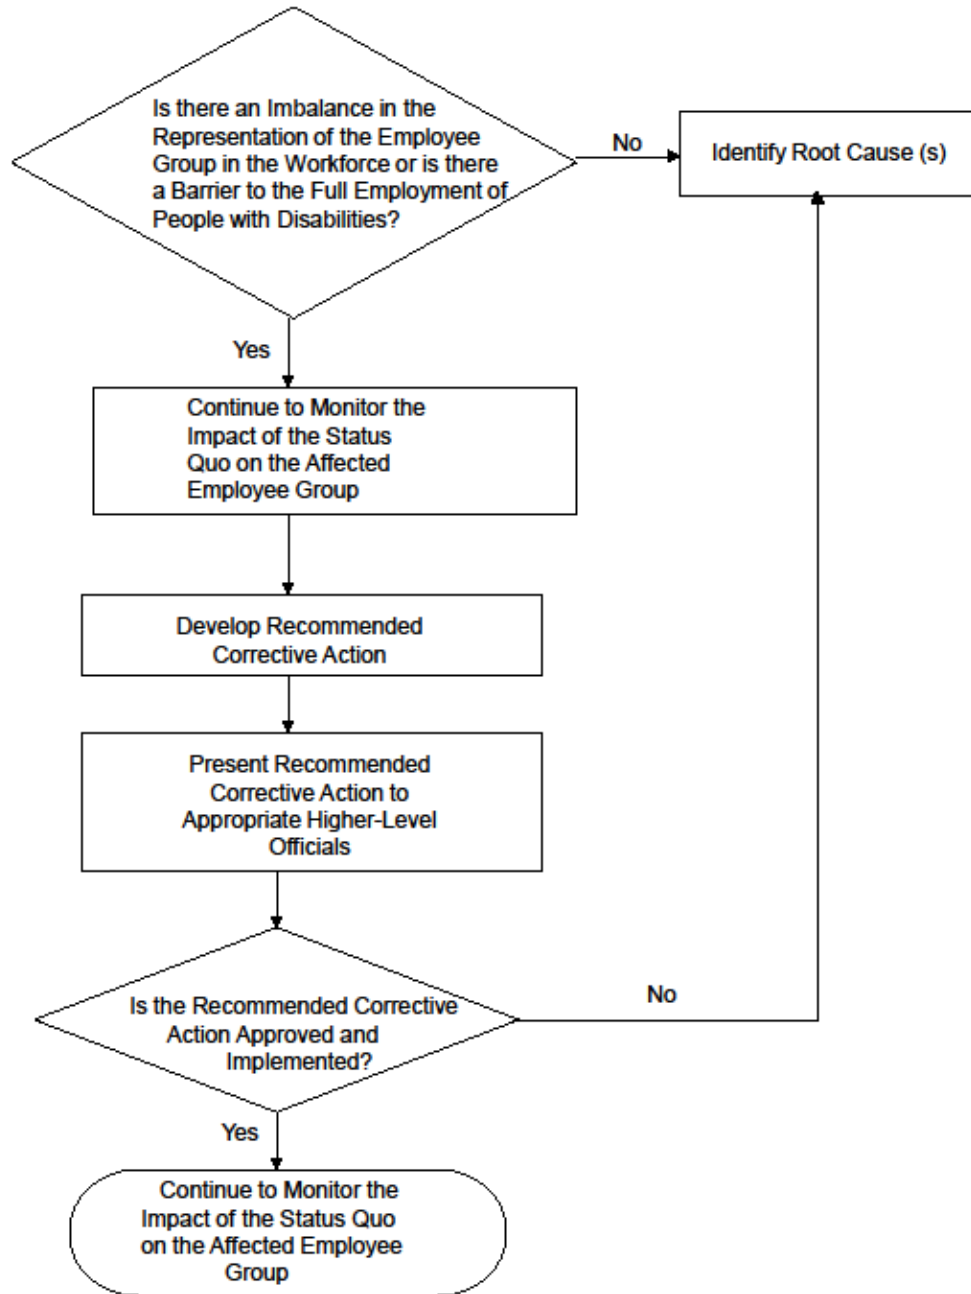 Is there an Imbalance in the
Representation of the Employee
Group in the Workforce or is there
a Barrier to the Full Employment of
People with Disabilities?
No
Identify Root Cause (s)
Yes
Continue to Monitor the
Impact of the Status
Quo on the Affected
Employee Group
Develop Recommended
Corrective Action
Present Recommended
Corrective Action to
Appropriate Higher-Level
Officials
Is the Recommended Corrective
Action Approved and
Implemented?
No
Yes
Continue to Monitor the
Impact of the Status Quo
on the Affected Employee
Group